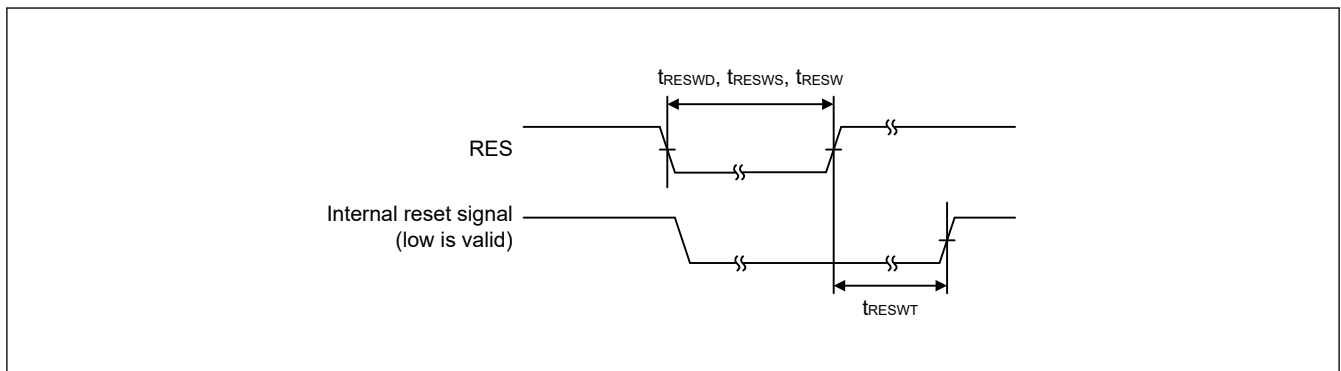 tRESWD, tRESWS, tRESW
RES
Internal reset signal
(low is valid)
tRESWT